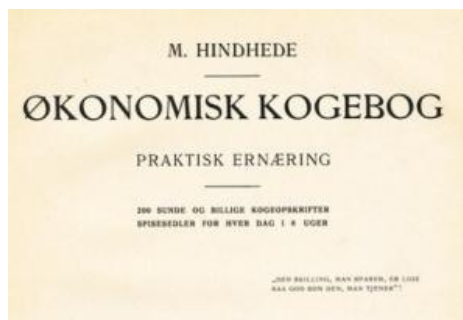 M. HINDHEDE
ØKONOMISK KOGEBOG
PRAKTISK ERNÆRING
200 SUNDE OG BILLIGE KOGEOPSKRIFTER
SPISESEDLER FOR HVER DAG I 6 UGER
„DEN SKILLING, MAN SPARER, ER LIGE
SAA GOD SOM DEN, MAN TJENER"!